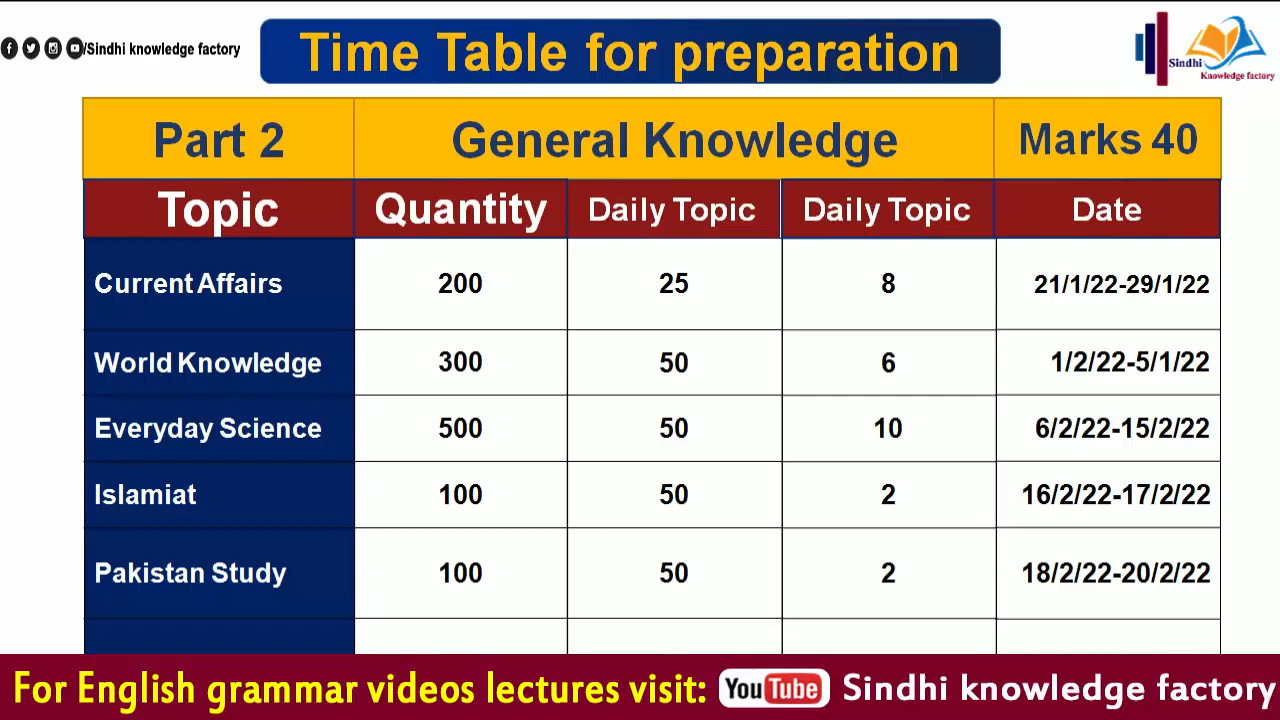 /Sindhi knowledge factory
Time Table for preparation
Sindhi
Knowledge factory
Part 2 General Knowledge Marks 40
Topic Quantity Daily Topic Daily Topic Date
Current Affairs 200 25 8 21/1/22-29/1/22
World Knowledge 300 50 6 1/2/22-5/1/22
Everyday Science 500 50 10 6/2/22-15/2/22
Islamiat 100 50 2 16/2/22-17/2/22
Pakistan Study 100 50 2 18/2/22-20/2/22
For English grammar videos lectures visit: YouTube Sindhi knowledge factory